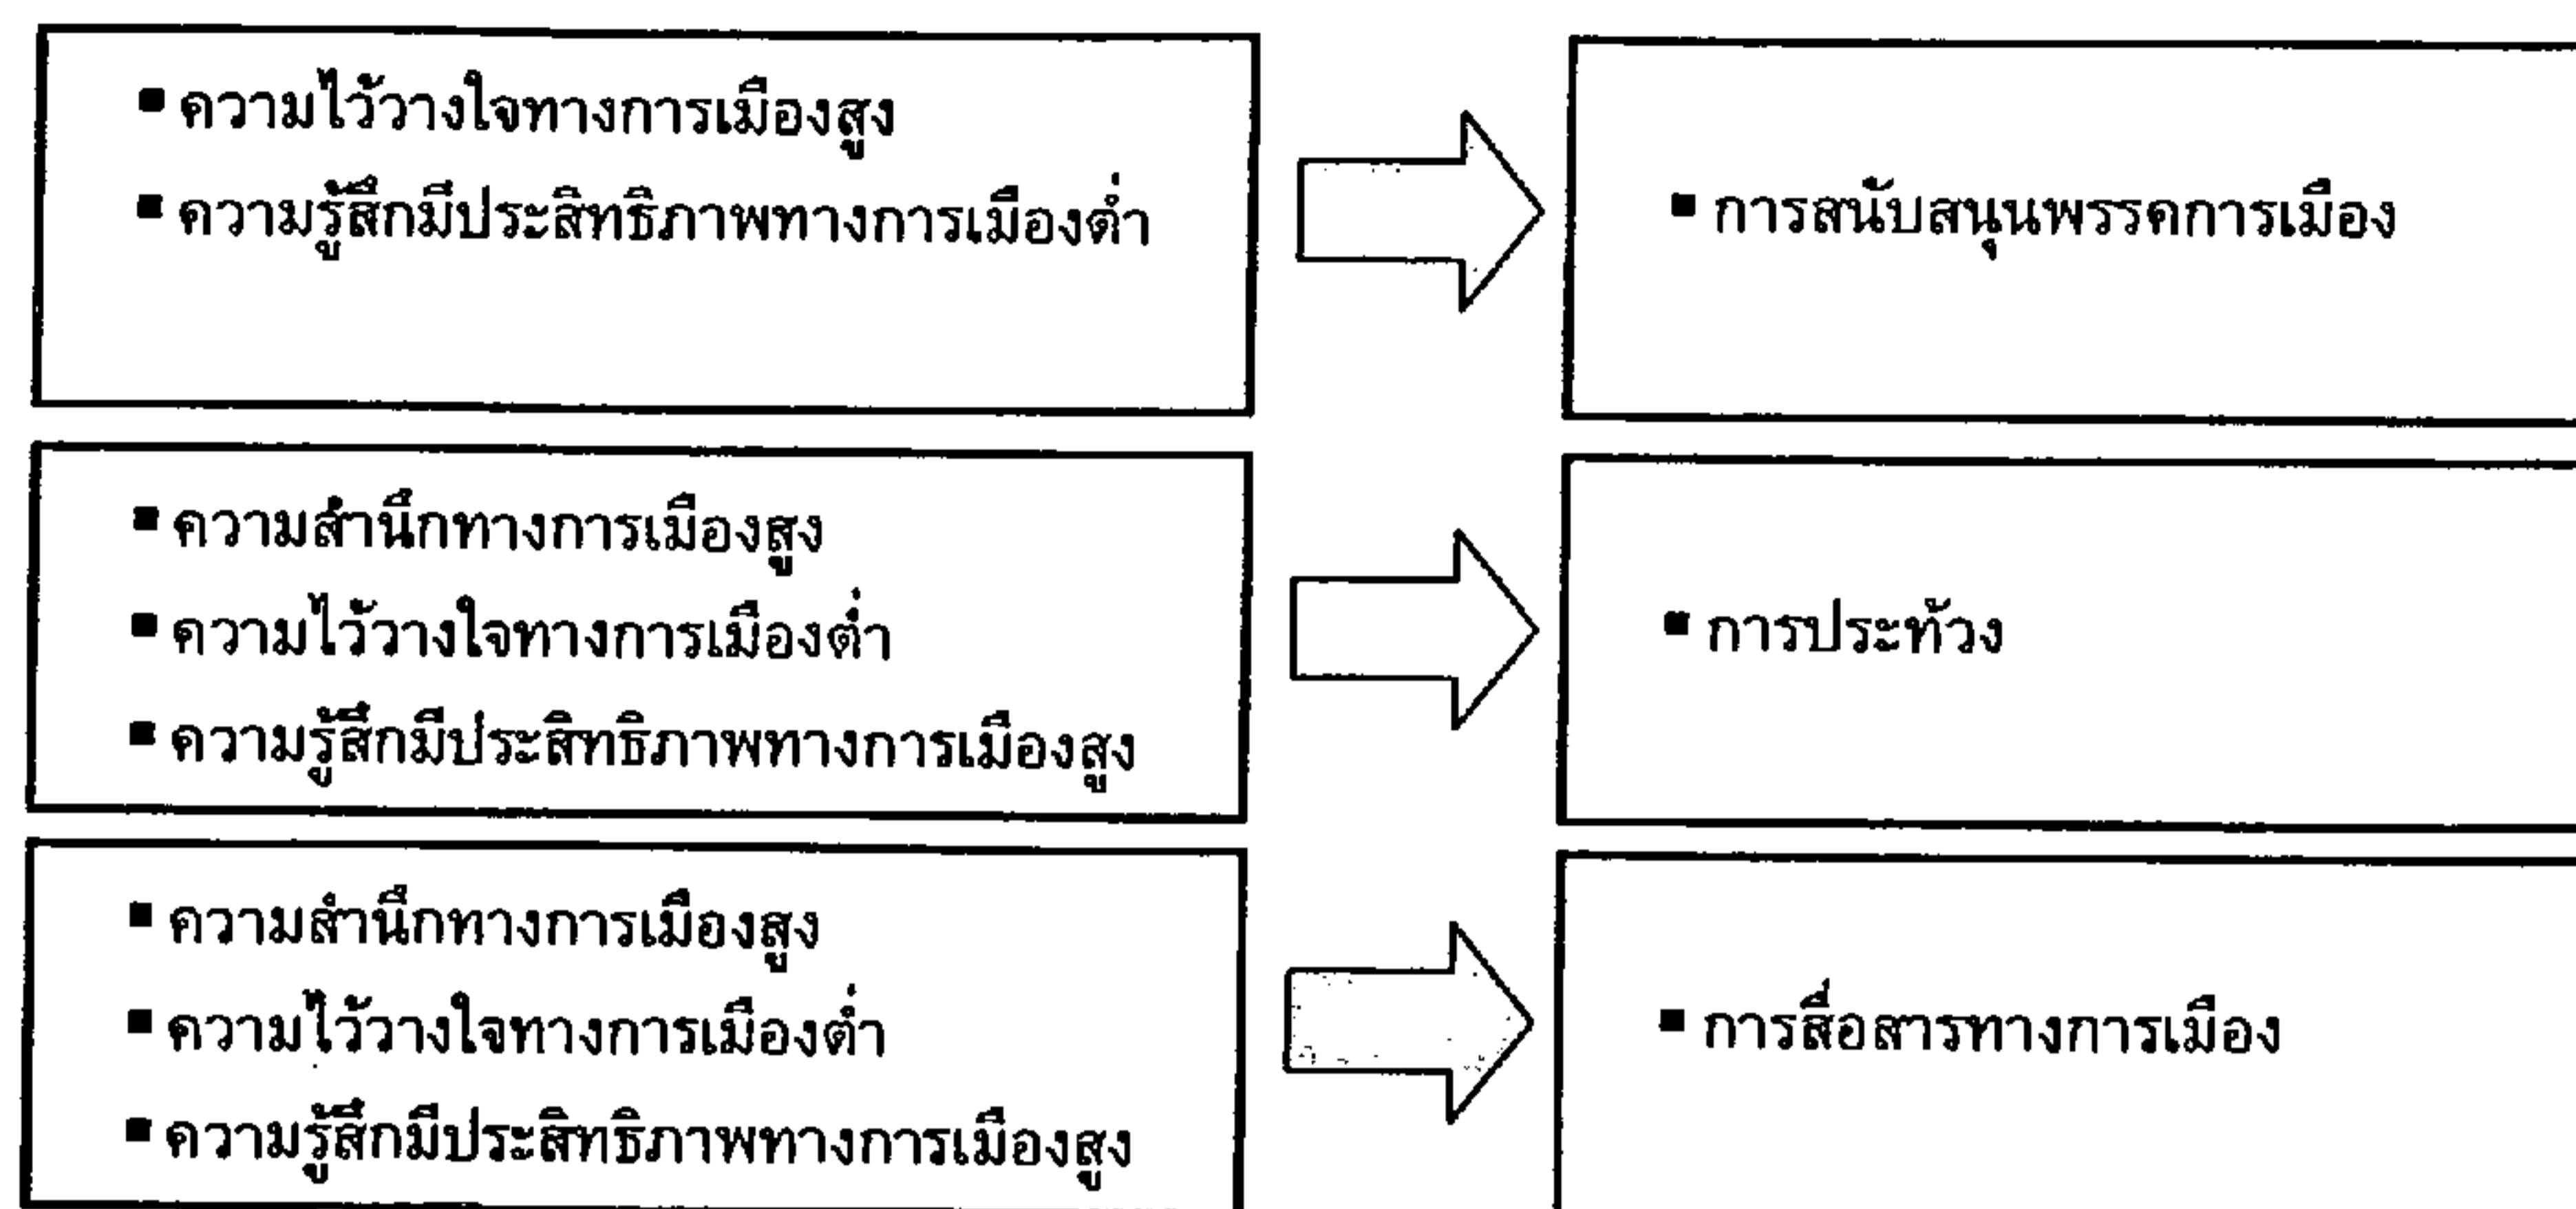 ▪ ความไว้วางใจทางการเมืองสูง
▪ ความรู้สึกมีประสิทธิภาพทางการเมืองต่ำ
▪ การสนับสนุนพรรคการเมือง
▪ ความสำนึกทางการเมืองสูง
▪ ความไว้วางใจทางการเมืองต่ำ
▪ ความรู้สึกมีประสิทธิภาพทางการเมืองสูง
▪ การประท้วง
▪ ความสำนึกทางการเมืองสูง
▪ ความไว้วางใจทางการเมืองต่ำ
▪ ความรู้สึกมีประสิทธิภาพทางการเมืองสูง
▪ การสื่อสารทางการเมือง